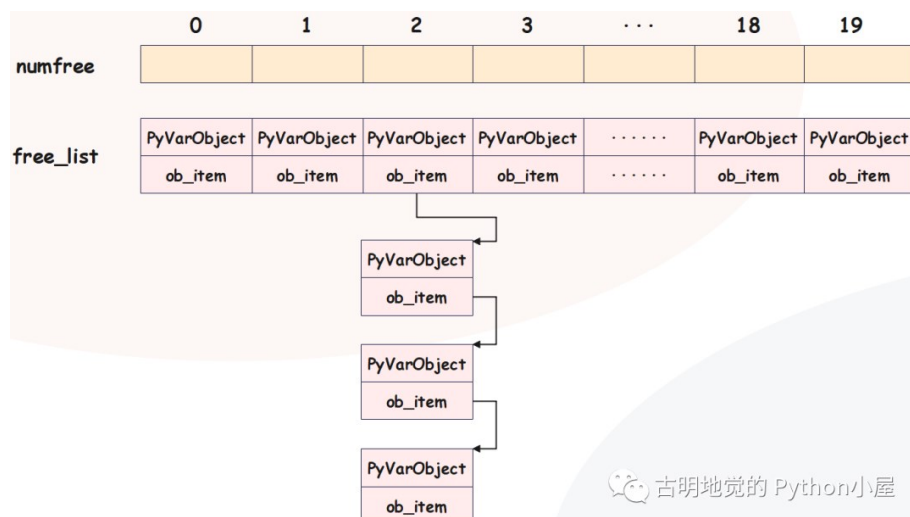 0 1 2 3 ··· 18 19
numfree
PyVarObject PyVarObject PyVarObject PyVarObject ······ PyVarObject PyVarObject
free_list
ob_item ob_item ob_item ob_item ······ ob_item ob_item
PyVarObject
ob_item
PyVarObject
ob_item
PyVarObject
ob_item
古明地觉的 Python小屋